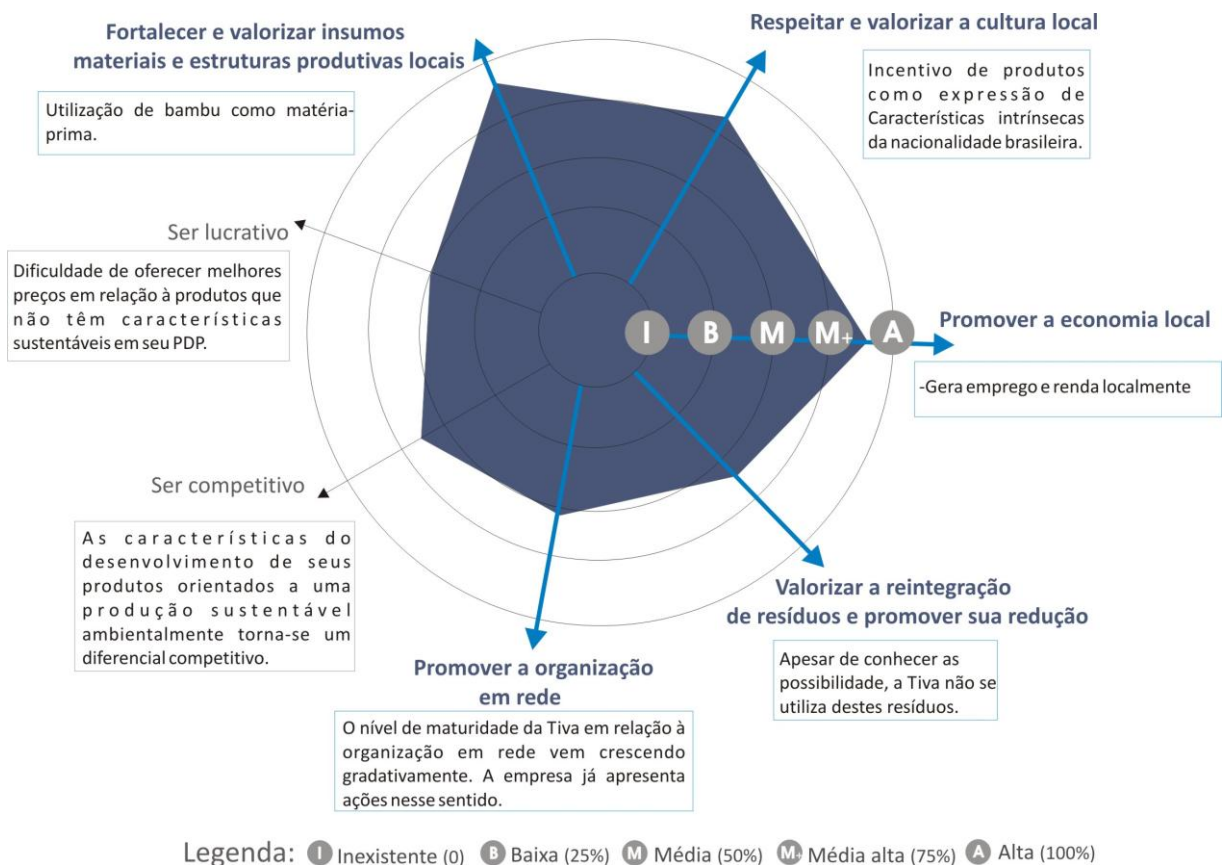 Fortalecer e valorizar insumos
materiais e estruturas produtivas locais
Utilização de bambu como matéria-
prima.
Respeitar e valorizar a cultura local
Incentivo de produtos
como expressão de
Características intrínsecas
da nacionalidade brasileira.
Ser lucrativo
Dificuldade de oferecer melhores
preços em relação à produtos que
não têm características
sustentáveis em seu PDP.
I B M M+ A
Promover a economia local
-Gera emprego e renda localmente
Ser competitivo
As características do
desenvolvimento de seus
produtos orientados a uma
produção sustentável
ambientalmente torna-se um
diferencial competitivo.
Valorizar a reintegração
de resíduos e promover sua redução
Apesar de conhecer as
possibilidade, a Tiva não se
utiliza destes resíduos.
Promover a organização
em rede
O nível de maturidade da Tiva em relação à
organização em rede vem crescendo
gradativamente. A empresa já apresenta
ações nesse sentido.
Legenda: I Inexistente (0) B Baixa (25%) M Média (50%) M+ Média alta (75%) A Alta (100%)